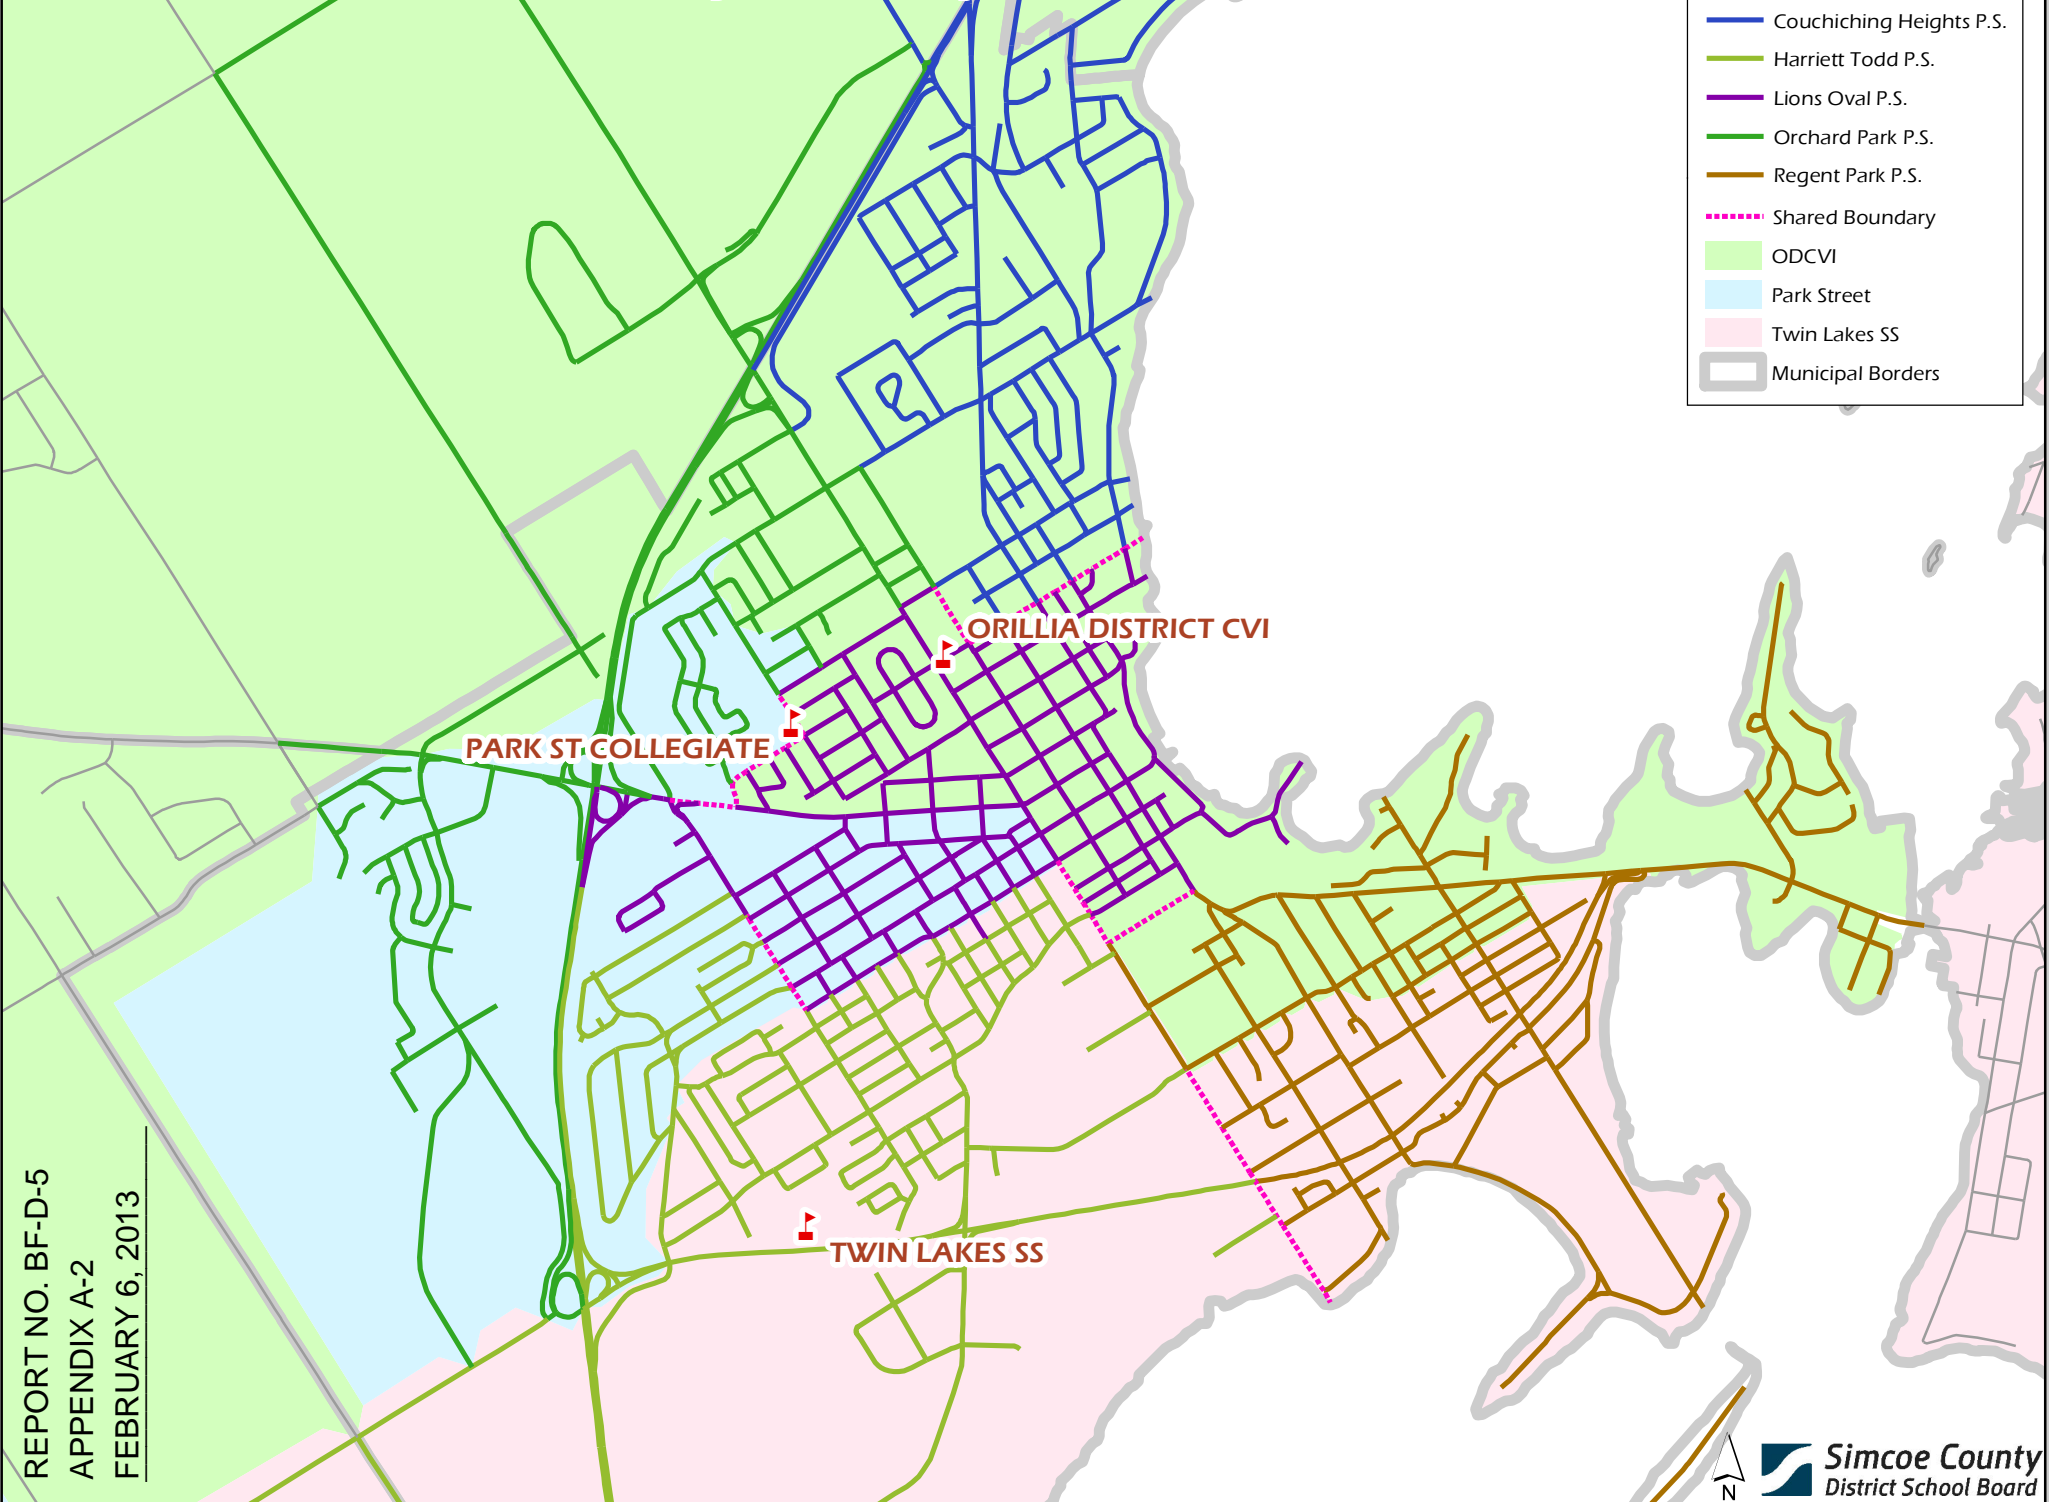 Couchiching Heights P.S.
Harriett Todd P.S.
Lions Oval P.S.
Orchard Park P.S.
Regent Park P.S.
Shared Boundary
ODCVI
Park Street
Twin Lakes SS
Municipal Borders
ORILLIA DISTRICT CVI
PARK ST COLLEGIATE
TWIN LAKES SS
REPORT NO. BF-D-5
APPENDIX A-2
FEBRUARY 6, 2013
N
Simcoe County
District School Board